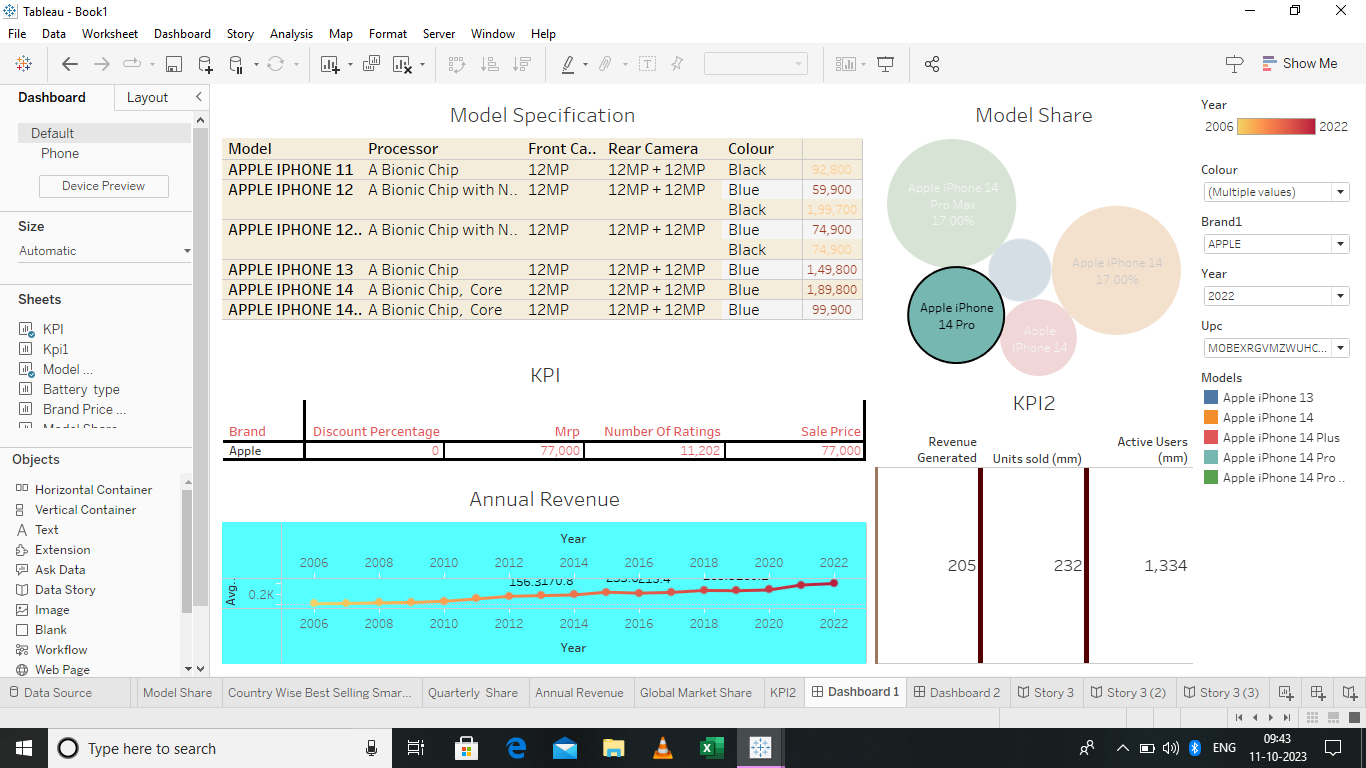 Tableau - Book1
File Data Worksheet Dashboard Story Analysis Map Format Server Window Help
Show Me
Dashboard Layout
Default
Phone
Device Preview
Size
Automatic
Sheets
KPI
Kpi1
Model ...
Battery type
Brand Price ...
Model Share
Objects
Horizontal Container
Vertical Container
Text
Extension
Ask Data
Data Story
Image
Blank
Workflow
Web Page
Model Specification
Model Processor Front Ca.. Rear Camera Colour
APPLE IPHONE 11 A Bionic Chip 12MP 12MP + 12MP Black 92,800
APPLE IPHONE 12 A Bionic Chip with N.. 12MP 12MP + 12MP Blue 59,900
Black 1,99,700
APPLE IPHONE 12.. A Bionic Chip with N.. 12MP 12MP + 12MP Blue 74,900
Black 74,900
APPLE IPHONE 13 A Bionic Chip 12MP 12MP + 12MP Blue 1,49,800
APPLE IPHONE 14 A Bionic Chip, Core 12MP 12MP + 12MP Blue 1,89,800
APPLE IPHONE 14.. A Bionic Chip, Core 12MP 12MP + 12MP Blue 99,900
KPI
Brand Discount Percentage Mrp Number Of Ratings Sale Price
Apple 0 77,000 11,202 77,000
Annual Revenue
Year
2006 2008 2010 2012 2014 2016 2018 2020 2022
156.3 170.8
Avg..
0.2K
2006 2008 2010 2012 2014 2016 2018 2020 2022
Year
Model Share
Apple iPhone 14
Pro Max
17.00%
Apple iPhone 14
17.00%
Apple iPhone
14 Pro
Apple
iPhone 14
KPI2
Revenue
Generated
Units sold (mm)
Active Users
(mm)
205 232 1,334
Year
2006 2022
Colour
(Multiple values)
Brand1
APPLE
Year
2022
Upc
MOBEXRGVMZWUHC...
Models
Apple iPhone 13
Apple iPhone 14
Apple iPhone 14 Plus
Apple iPhone 14 Pro
Apple iPhone 14 Pro ..
Data Source Model Share Country Wise Best Selling Smar... Quarterly Share Annual Revenue Global Market Share KPI2 Dashboard 1 Dashboard 2 Story 3 Story 3 (2) Story 3 (3)
Type here to search
ENG
09:43
11-10-2023